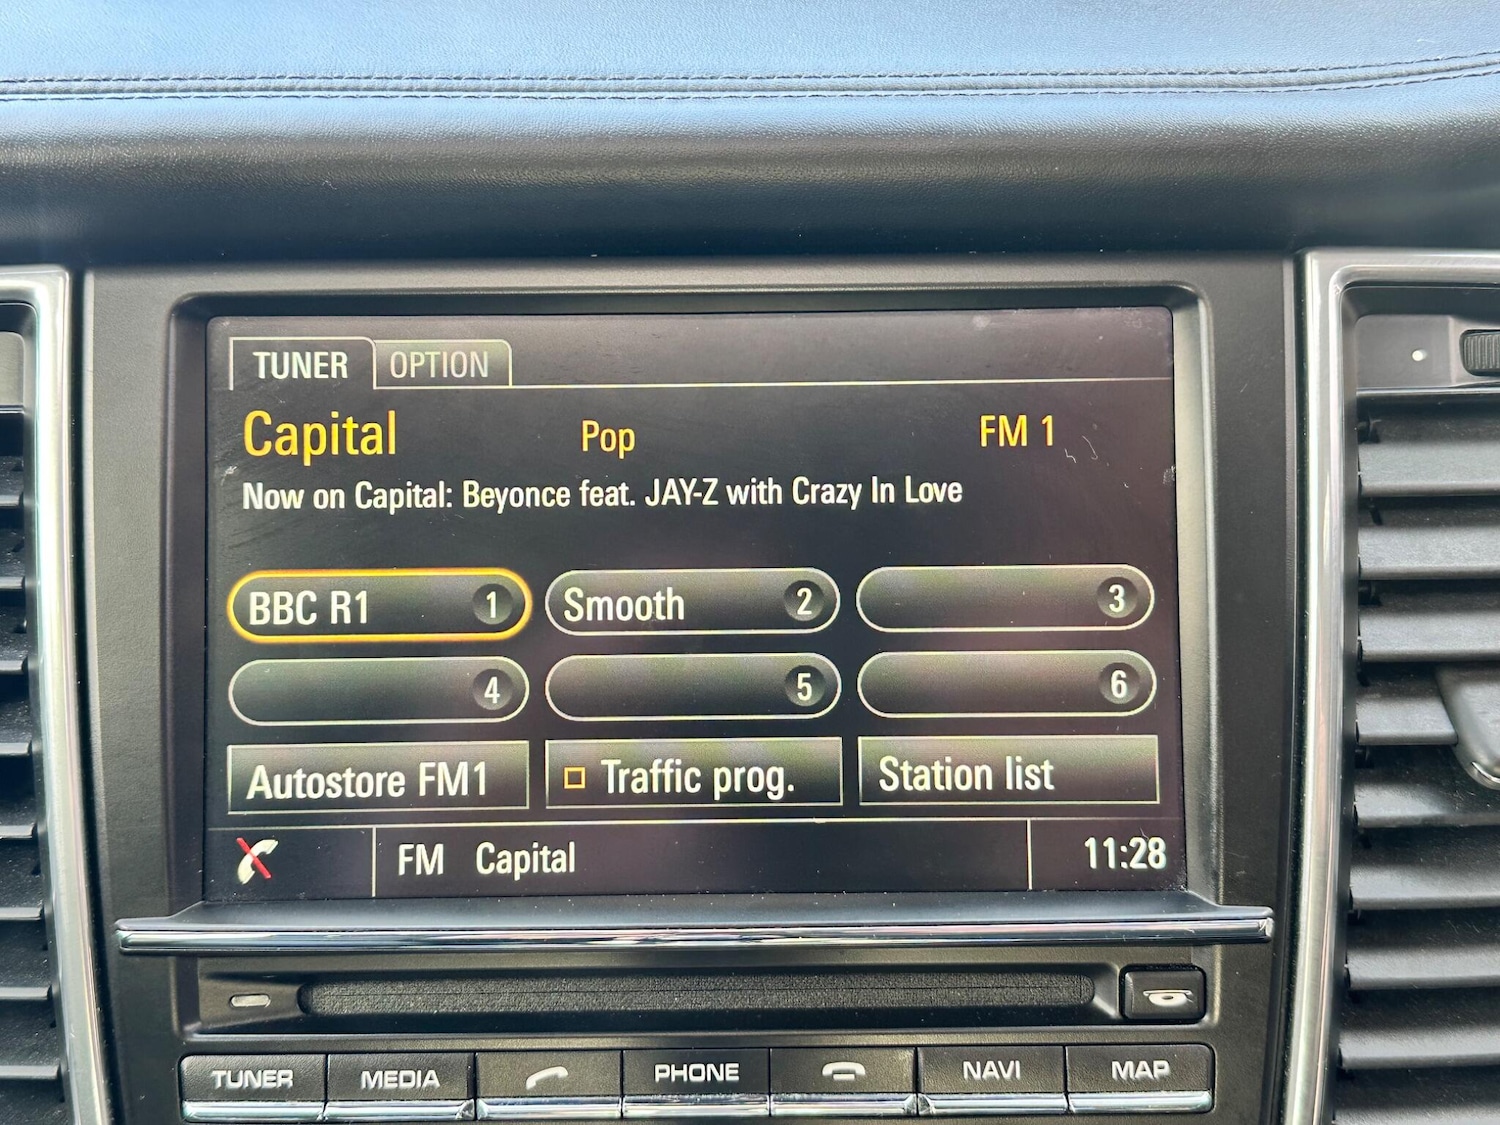 TUNER OPTION
Capital Pop FM 1
Now on Capital: Beyonce feat. JAY-Z with Crazy In Love
BBC R1 1 Smooth 2 3
4 5 6
Autostore FM1 Traffic prog. Station list
FM Capital 11:28
TUNER MEDIA PHONE NAVI MAP